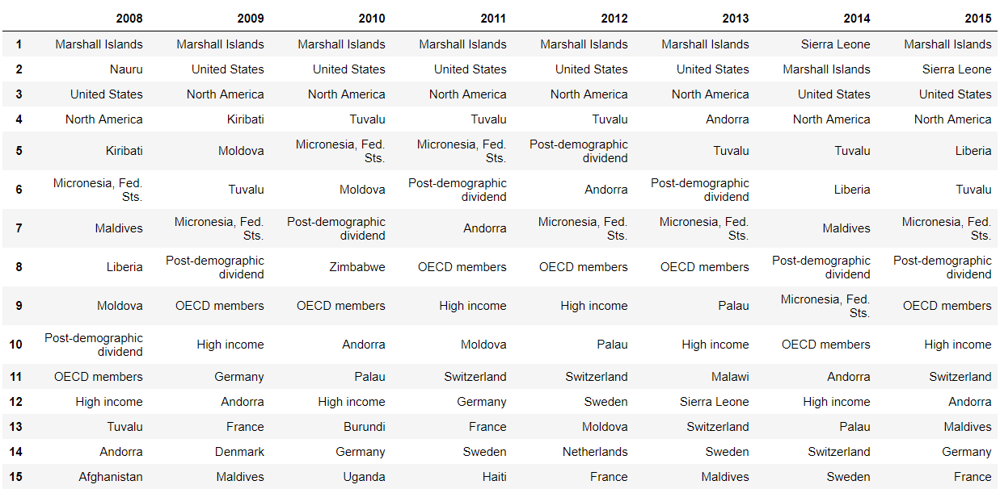 2008 2009 2010 2011 2012 2013 2014 2015
1 Marshall Islands Marshall Islands Marshall Islands Marshall Islands Marshall Islands Marshall Islands Sierra Leone Marshall Islands
2 Nauru United States United States United States United States United States Marshall Islands Sierra Leone
3 United States North America North America North America North America North America United States United States
4 North America Kiribati Tuvalu Tuvalu Tuvalu Andorra North America North America
5 Kiribati Moldova Micronesia, Fed. Sts. Micronesia, Fed. Sts. Post-demographic dividend Tuvalu Tuvalu Liberia
6 Micronesia, Fed. Sts. Tuvalu Moldova Post-demographic dividend Andorra Post-demographic dividend Liberia Tuvalu
7 Maldives Micronesia, Fed. Sts. Post-demographic dividend Andorra Micronesia, Fed. Sts. Micronesia, Fed. Sts. Maldives Micronesia, Fed. Sts.
8 Liberia Post-demographic dividend Zimbabwe OECD members OECD members OECD members Post-demographic dividend Post-demographic dividend
9 Moldova OECD members OECD members High income High income Palau Micronesia, Fed. Sts. OECD members
10 Post-demographic dividend High income Andorra Moldova Palau High income OECD members High income
11 OECD members Germany Palau Switzerland Switzerland Malawi Andorra Switzerland
12 High income Andorra High income Germany Sweden Sierra Leone High income Andorra
13 Tuvalu France Burundi France Moldova Switzerland Palau Maldives
14 Andorra Denmark Germany Sweden Netherlands Sweden Switzerland Germany
15 Afghanistan Maldives Uganda Haiti France Maldives Sweden France